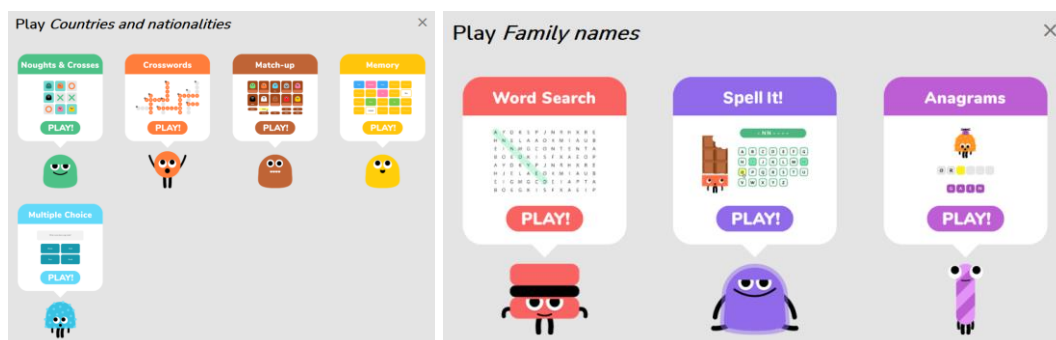 Play Countries and nationalities
Noughts & Crosses
Crosswords
Match-up
Memory
PLAY!
PLAY!
PLAY!
PLAY!
Multiple Choice
PLAY!
Play Family names
Word Search
Spell It!
Anagrams
PLAY!
PLAY!
PLAY!